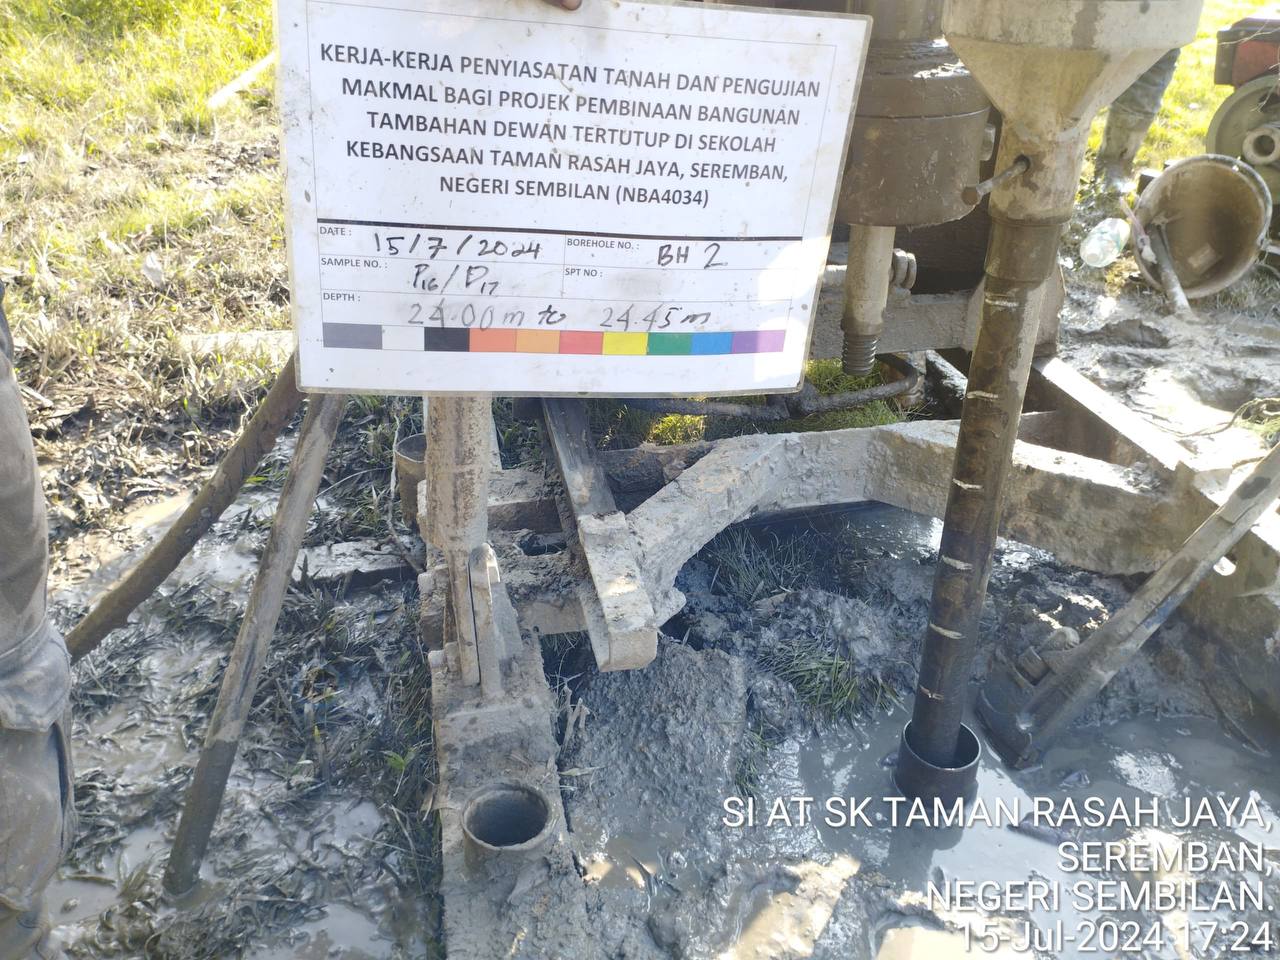 KERJA-KERJA PENYIASATAN TANAH DAN PENGUJIAN
MAKMAL BAGI PROJEK PEMBINAAN BANGUNAN
TAMBAHAN DEWAN TERTUTUP DI SEKOLAH
KEBANGSAAN TAMAN RASAH JAYA, SEREMBAN,
NEGERI SEMBILAN (NBA4034)
DATE : 15/7/2024 BOREHOLE NO. : BH 2
SAMPLE NO. : P16/D17 SPT NO :
DEPTH : 24.00m to 24.45m
SI AT SK TAMAN RASAH JAYA,
SEREMBAN,
NEGERI SEMBILAN.
15-Jul-2024 17:24